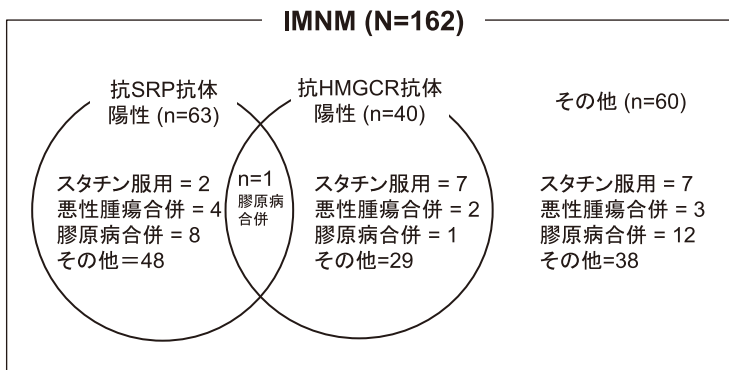 IMNM (N=162)
抗SRP抗体
陽性 (n=63)
抗HMGCR抗体
陽性 (n=40)
その他 (n=60)
スタチン服用 = 2
悪性腫瘍合併 = 4
膠原病合併 = 8
その他＝48
n=1
膠原病
合併
スタチン服用 = 7
悪性腫瘍合併 = 2
膠原病合併 = 1
その他=29
スタチン服用 = 7
悪性腫瘍合併 = 3
膠原病合併 = 12
その他=38